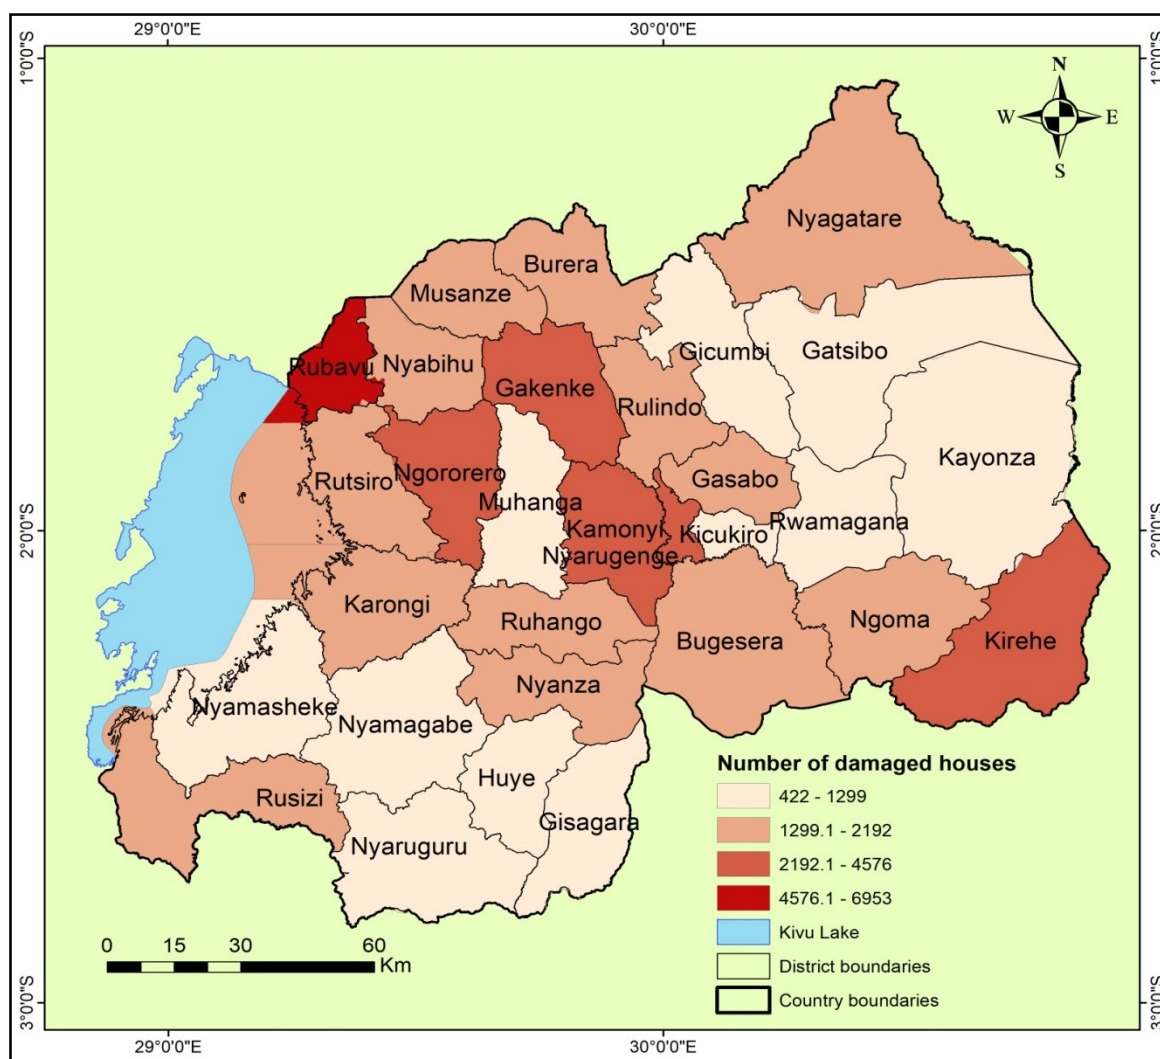 29°0'0"E 30°0'0"E
1°0'0"S 1°0'0"S
N
W E
S
Nyagatare
Burera
Musanze
Gicumbi
Gatsibo
Rubavu
Nyabihu
Gakenke
Rulindo
Kayonza
Ngororero
Rutsiro
Gasabo
Muhanga
Kamonyi
Kicukiro
Rwamagana
2°0'0"S 2°0'0"S
Nyarugenge
Karongi
Ruhango
Bugesera
Ngoma
Kirehe
Nyanza
Nyamasheke
Nyamagabe
Huye
Rusizi
Gisagara
Nyaruguru
Number of damaged houses
422 - 1299
1299.1 - 2192
2192.1 - 4576
4576.1 - 6953
Kivu Lake
District boundaries
Country boundaries
0 15 30 60
Km
3°0'0"S 3°0'0"S
29°0'0"E 30°0'0"E